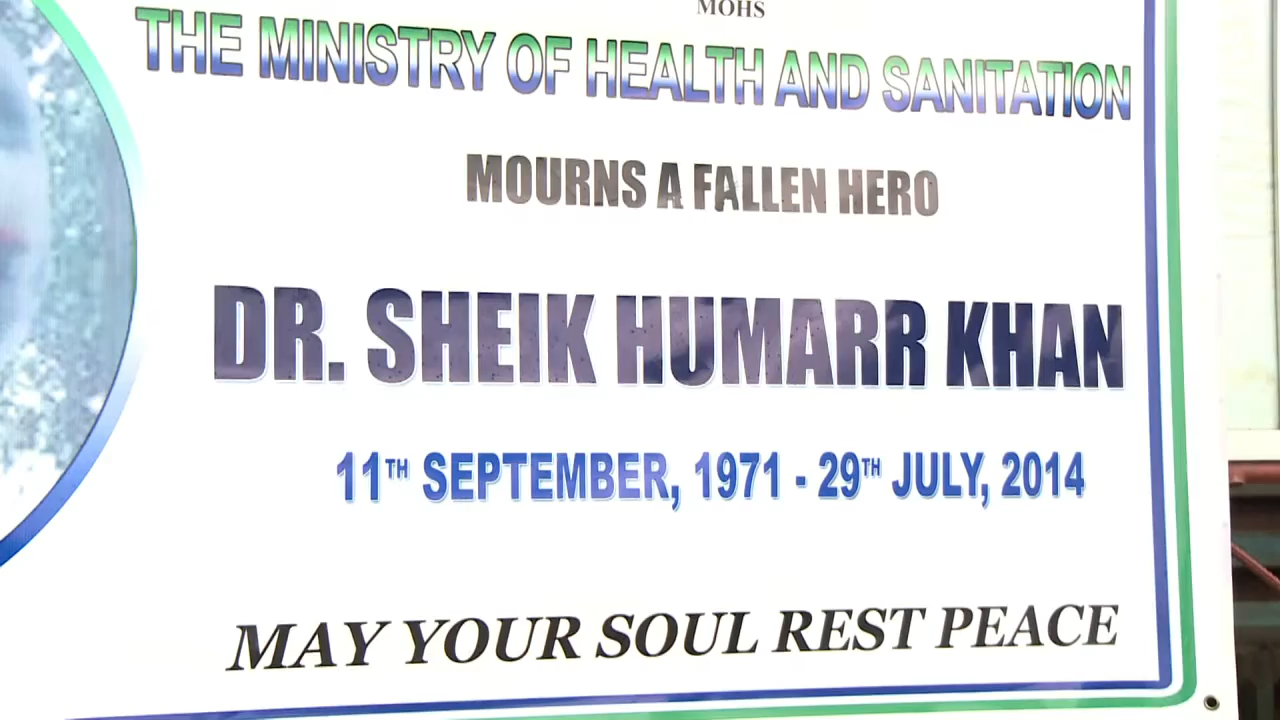 MOHS
THE MINISTRY OF HEALTH AND SANITATION
MOURNS A FALLEN HERO
DR. SHEIK HUMARR KHAN
11TH SEPTEMBER, 1971 - 29TH JULY, 2014
MAY YOUR SOUL REST PEACE